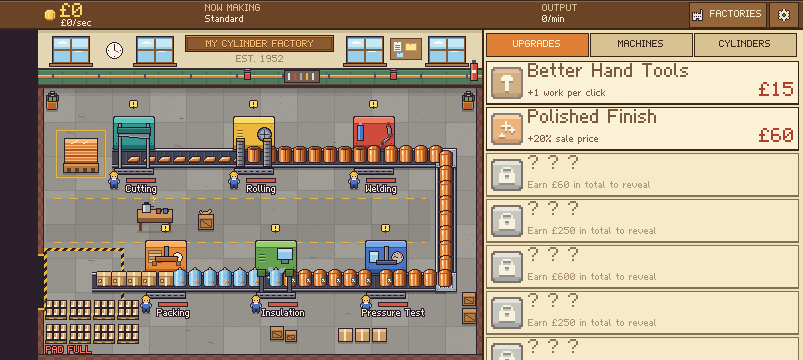 £0
£0/sec
NOW MAKING
Standard
OUTPUT
0/min
FACTORIES
MY CYLINDER FACTORY
EST. 1952
UPGRADES
MACHINES
CYLINDERS
Better Hand Tools
+1 work per click
£15
Polished Finish
+20% sale price
£60
? ? ?
Earn £60 in total to reveal
? ? ?
Earn £250 in total to reveal
? ? ?
Earn £600 in total to reveal
? ? ?
Earn £250 in total to reveal
? ? ?
! ! !
Cutting
Rolling
Welding
! ! !
Packing
Insulation
Pressure Test
PAD FULL